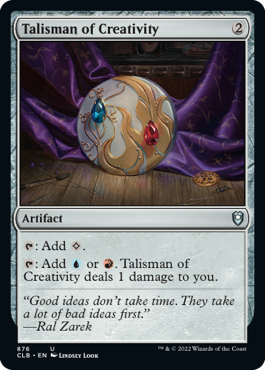 Talisman of Creativity 2
Artifact
: Add .
: Add or . Talisman of
Creativity deals 1 damage to you.
“Good ideas don’t take time. They take
a lot of bad ideas first.”
—Ral Zarek
876 U
CLB • EN Lindsey Look
™ & © 2022 Wizards of the Coast